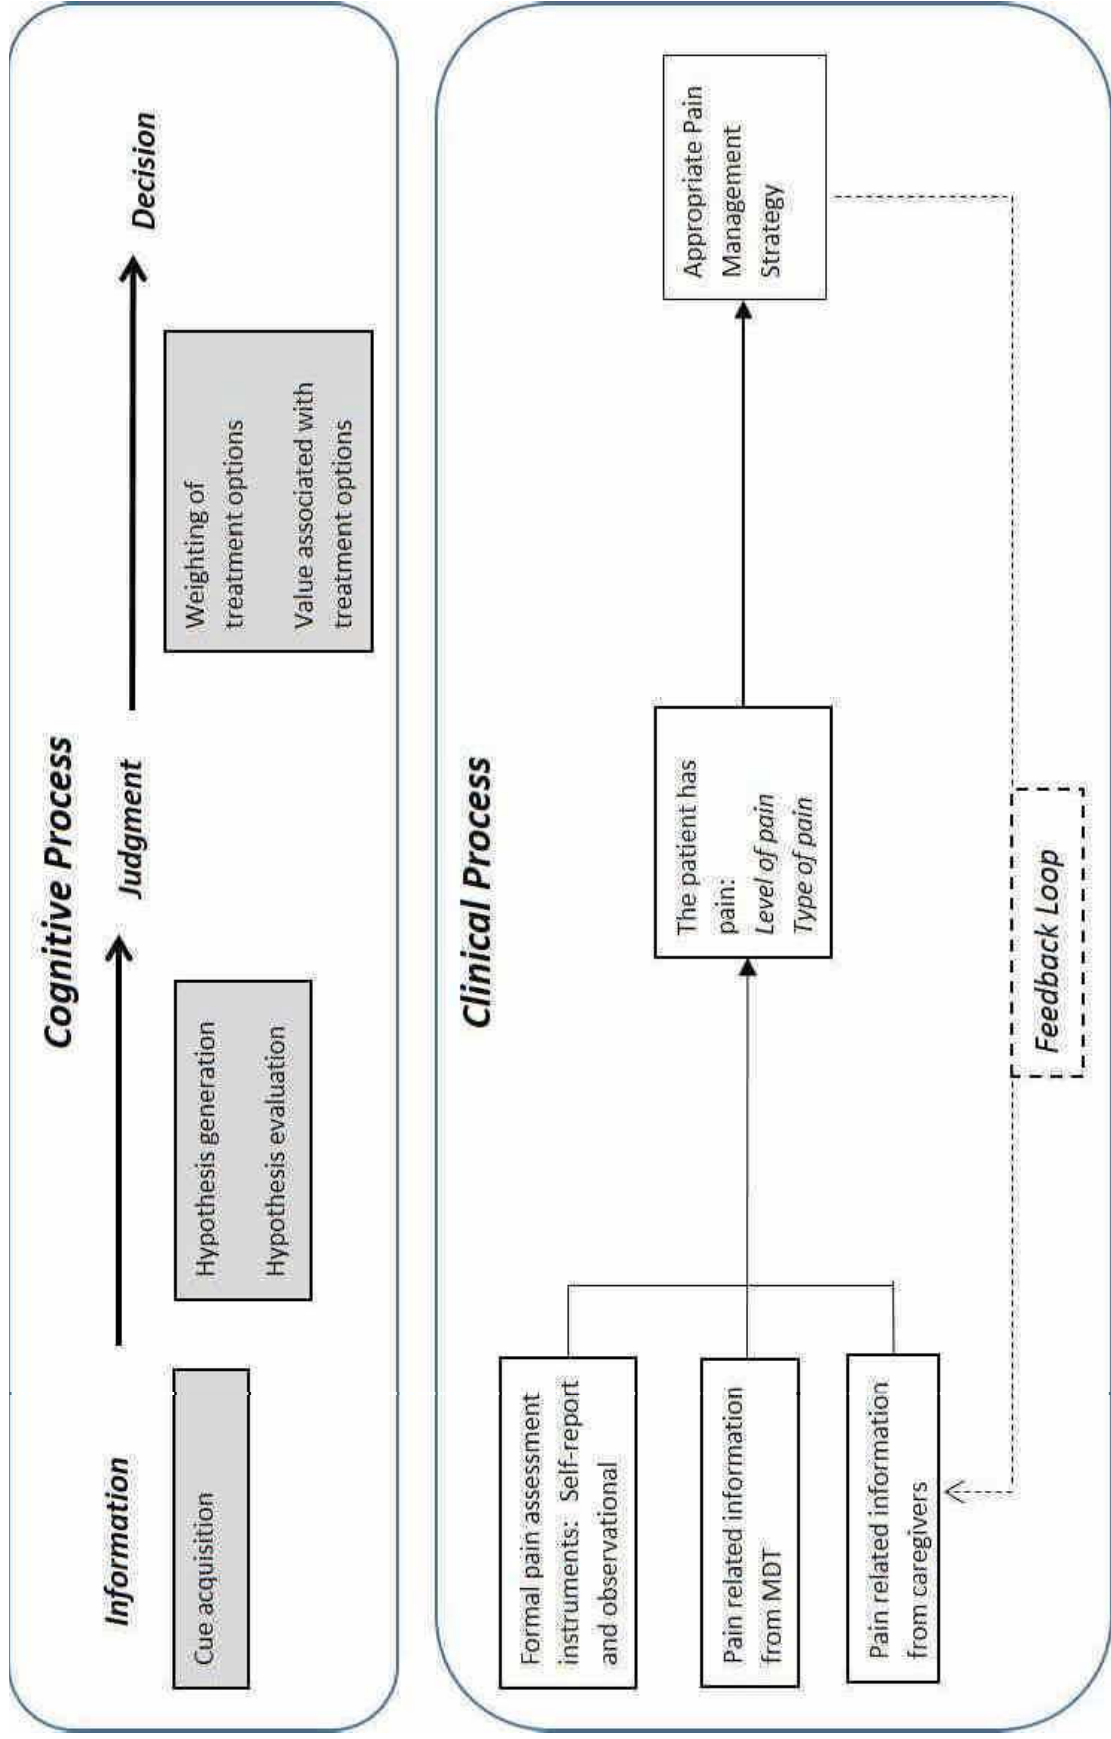 Cognitive Process
Information
Judgment
Decision
Cue acquisition
Hypothesis generation
Hypothesis evaluation
Weighting of
treatment options
Value associated with
treatment options
Clinical Process
Formal pain assessment
instruments: Self-report
and observational
Pain related information
from MDT
Pain related information
from caregivers
The patient has
pain:
Level of pain
Type of pain
Appropriate Pain
Management
Strategy
Feedback Loop